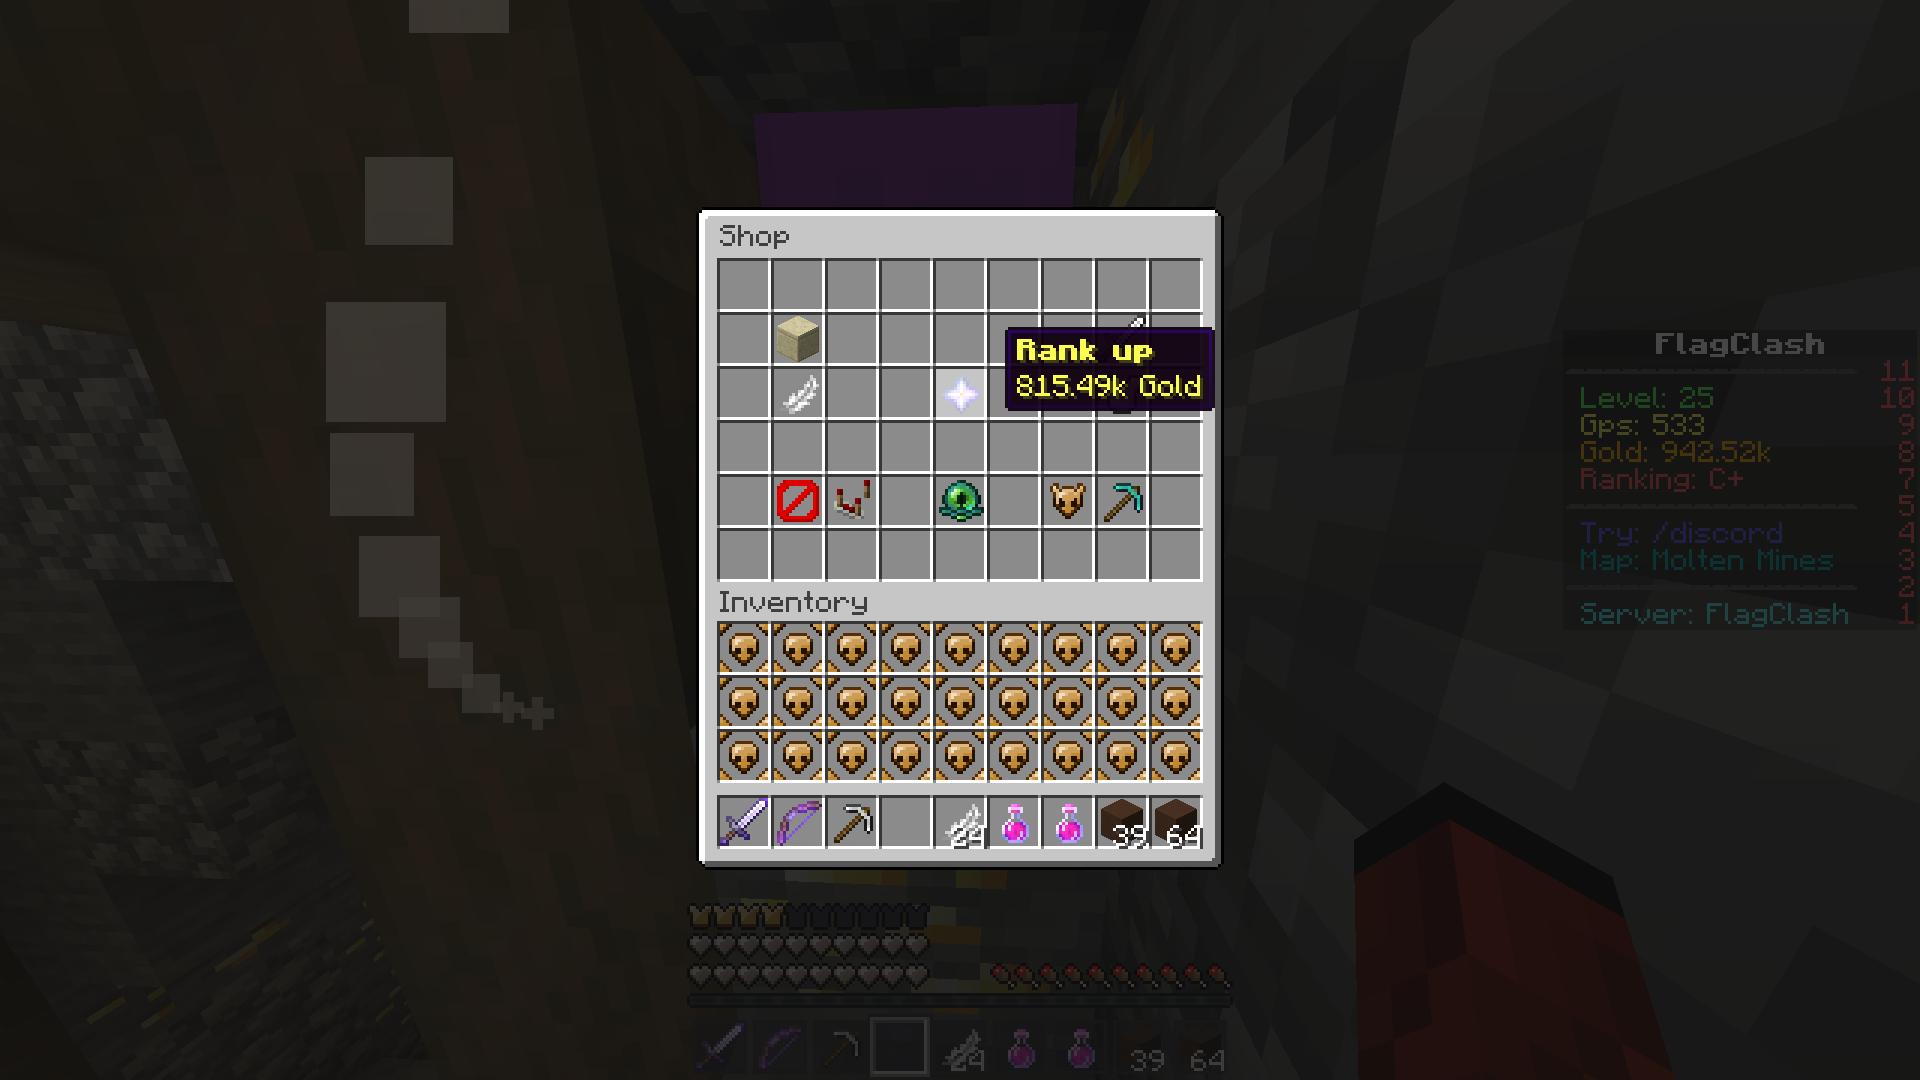 Shop
Rank up
815.49k Gold
FlagClash
11
Level: 25
10
Gps: 533
9
Gold: 942.52k
8
Ranking: C+
7
5
Try: /discord
4
Map: Molten Mines
3
2
Server: FlagClash
1
Inventory
39
64
39
64